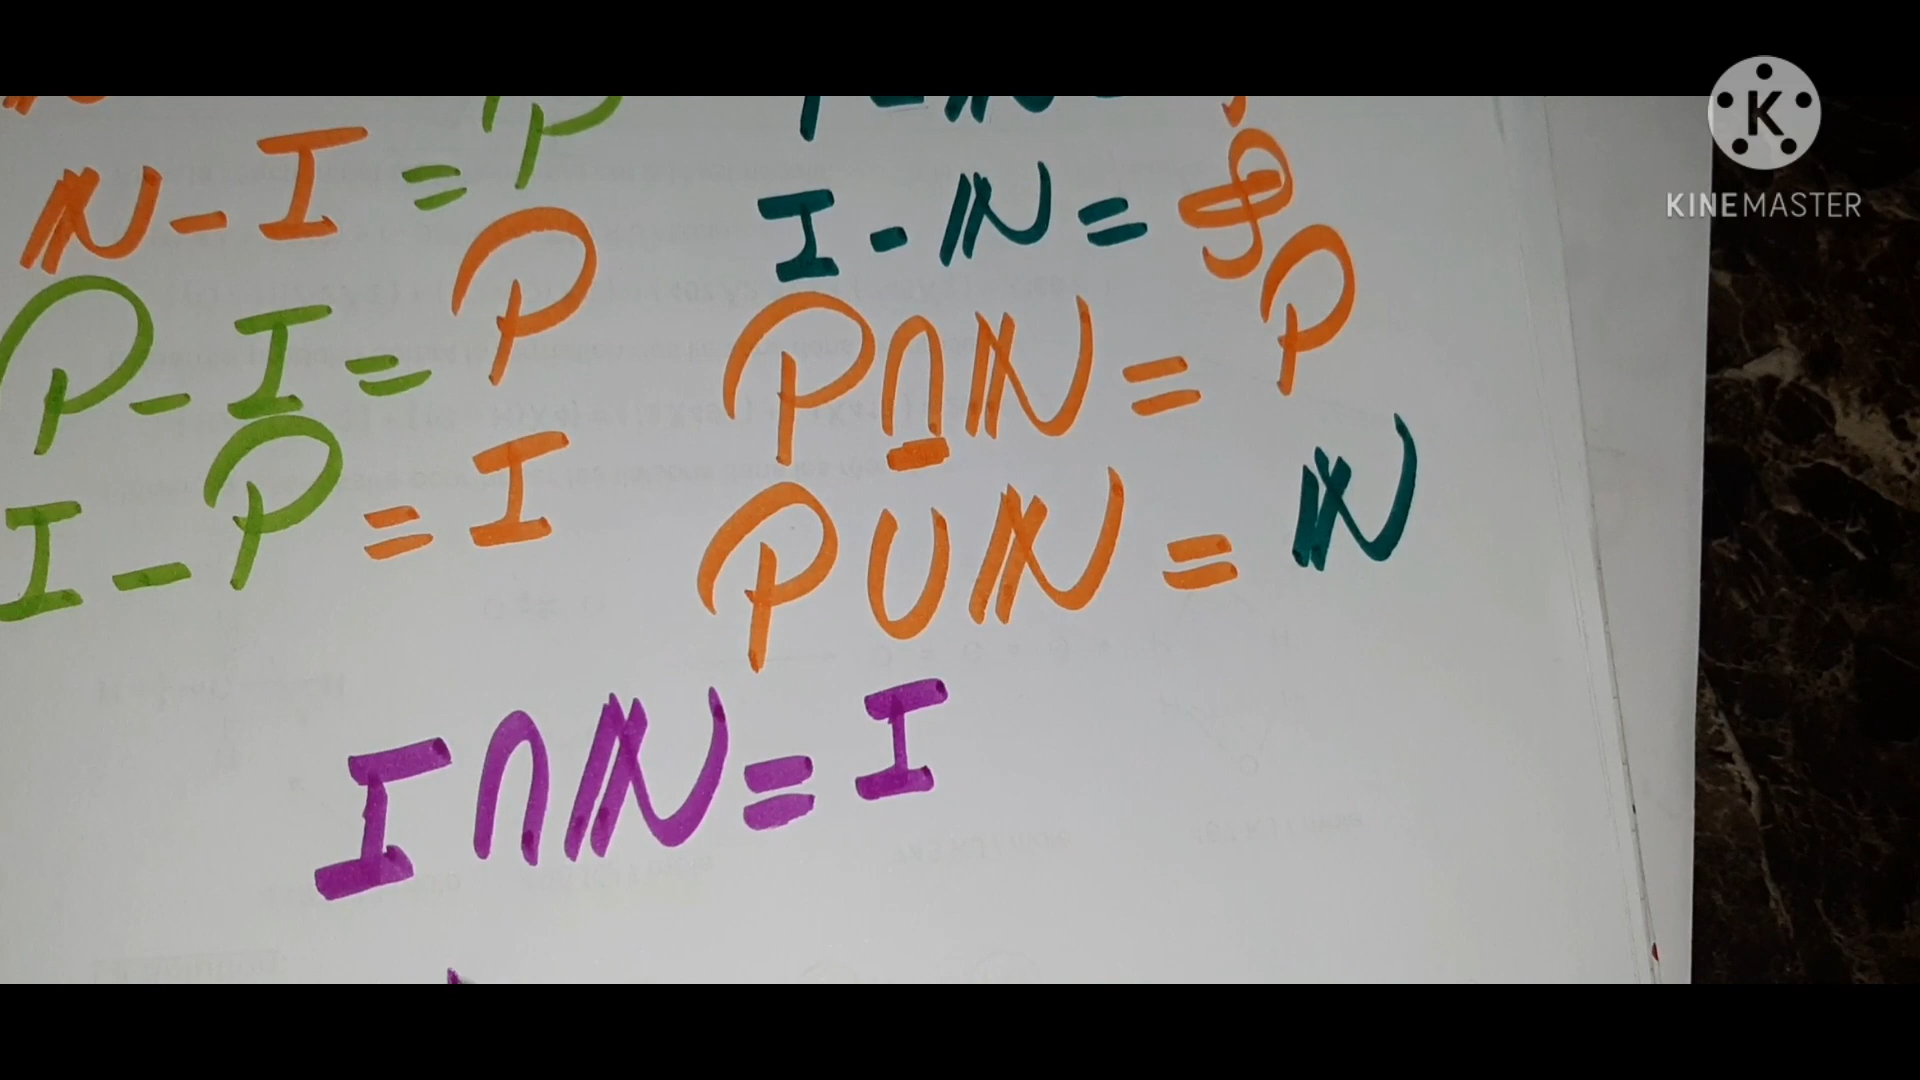 N - I = P
P - I = P
I - P = I
I - N = ∅
P ∩ N = P
P ∪ N = N
I ∩ N = I
K
KINEMASTER